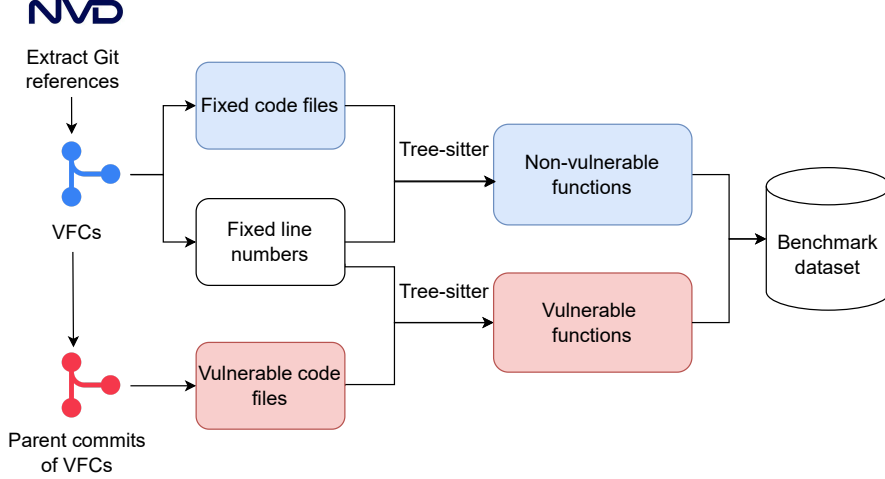 NVD
Extract Git
references
VFCs
Parent commits
of VFCs
Fixed code files
Fixed line
numbers
Vulnerable code
files
Tree-sitter
Tree-sitter
Non-vulnerable
functions
Vulnerable
functions
Benchmark
dataset